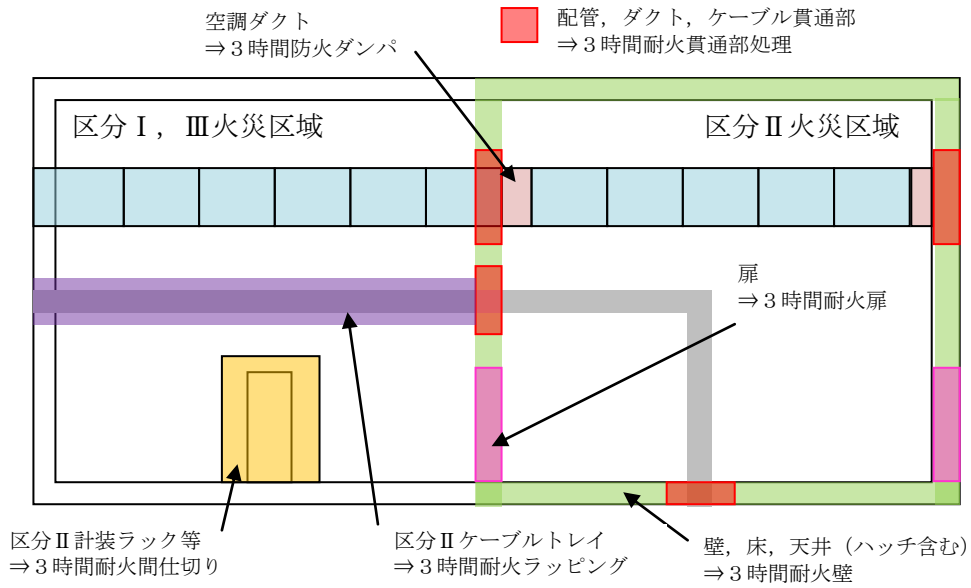 空調ダクト
⇒３時間防火ダンパ
配管，ダクト，ケーブル貫通部
⇒３時間耐火貫通部処理
区分Ⅰ，Ⅲ火災区域
区分Ⅱ火災区域
扉
⇒３時間耐火扉
区分Ⅱ計装ラック等
⇒３時間耐火間仕切り
区分Ⅱケーブルトレイ
⇒３時間耐火ラッピング
壁，床，天井（ハッチ含む）
⇒３時間耐火壁